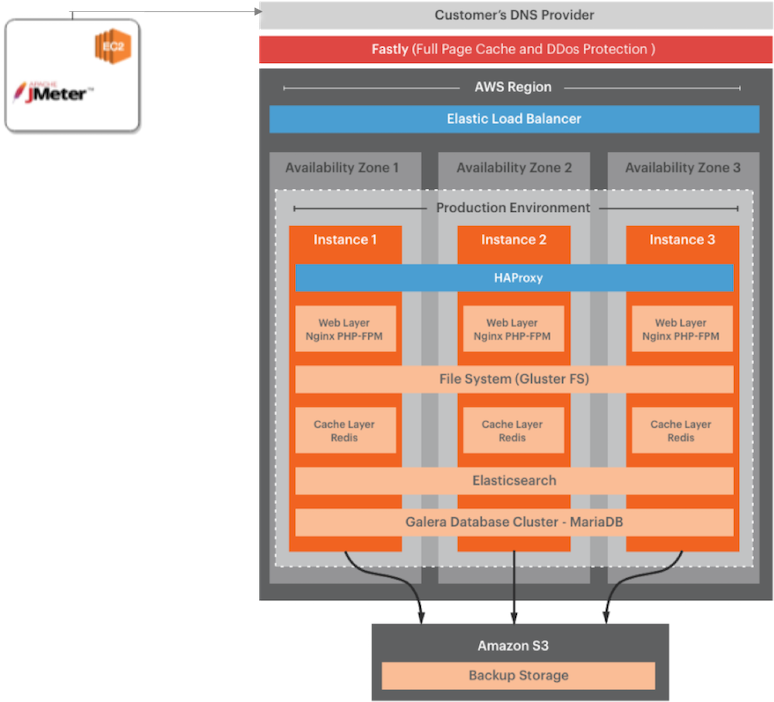 Customer's DNS Provider
EC2
APACHE
JMeter™
Fastly (Full Page Cache and DDos Protection )
AWS Region
Elastic Load Balancer
Availability Zone 1
Availability Zone 2
Availability Zone 3
Production Environment
Instance 1
Instance 2
Instance 3
HAProxy
Web Layer
Nginx PHP-FPM
Web Layer
Nginx PHP-FPM
Web Layer
Nginx PHP-FPM
File System (Gluster FS)
Cache Layer
Redis
Cache Layer
Redis
Cache Layer
Redis
Elasticsearch
Galera Database Cluster - MariaDB
Amazon S3
Backup Storage